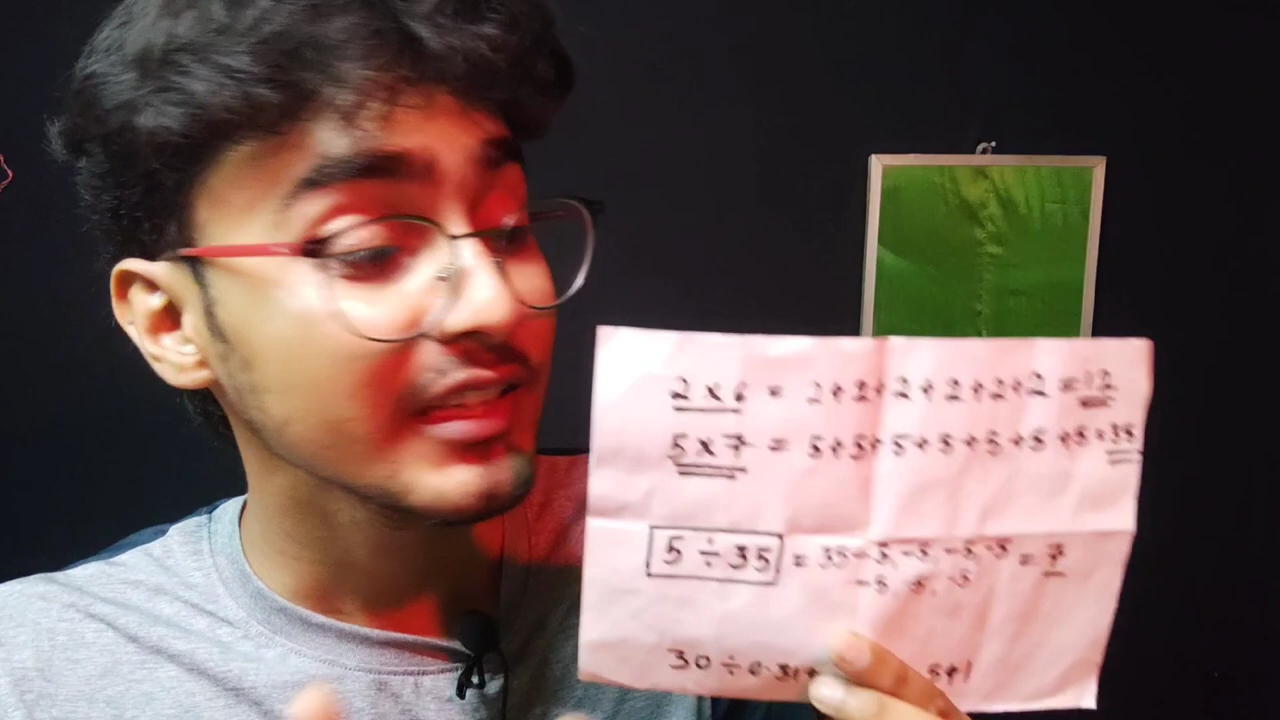 2 x 6 = 2+2+2+2+2+2 = 12
5 x 7 = 5+5+5+5+5+5+5=35
5 ÷ 35 = 35-5,-5,-5,-5 = 7
-5, 5, -5
30 ÷